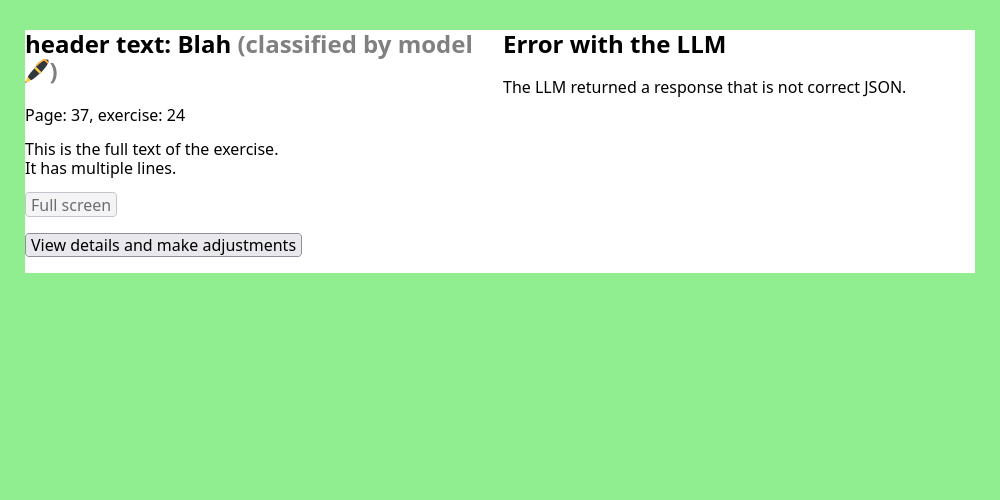 header text: Blah (classified by model
🖋️)
Page: 37, exercise: 24
This is the full text of the exercise.
It has multiple lines.
Full screen
View details and make adjustments
Error with the LLM
The LLM returned a response that is not correct JSON.